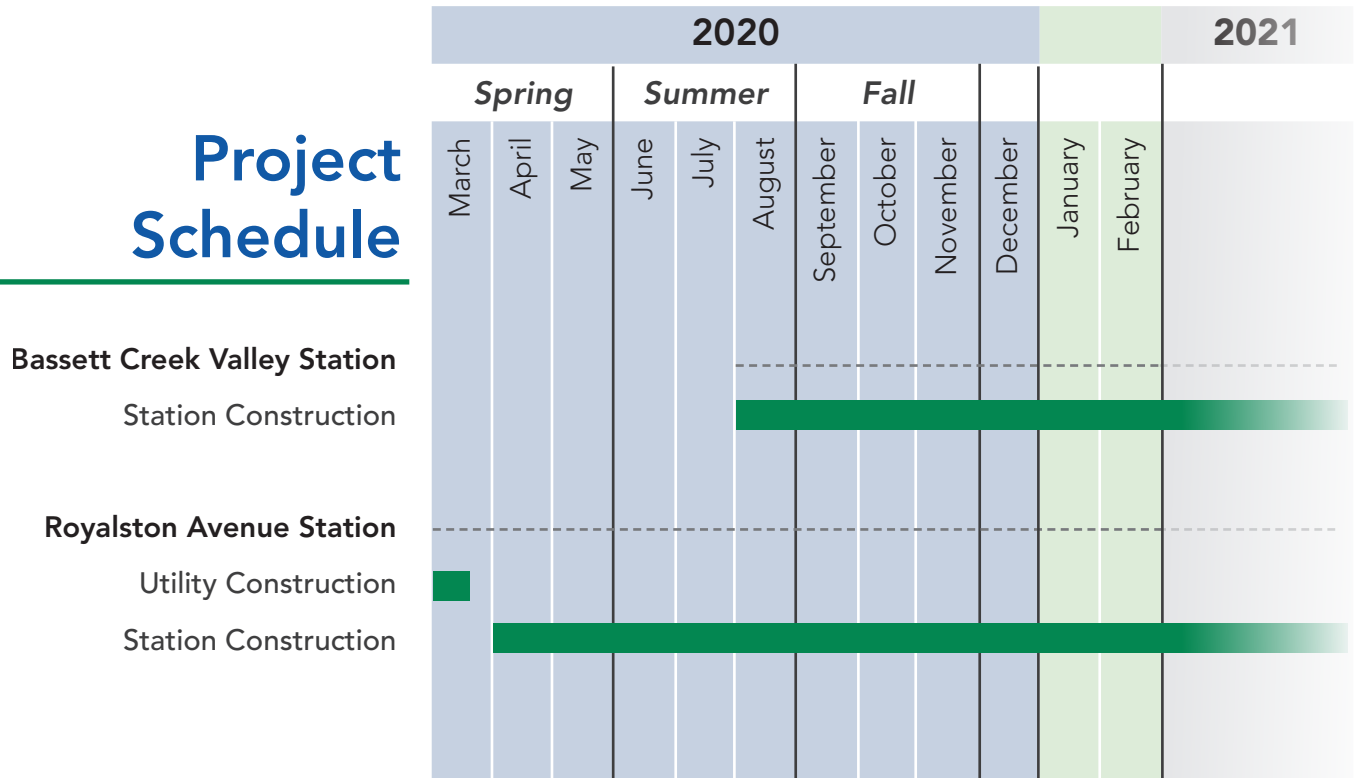 2020
2021
Spring
Summer
Fall
Project
Schedule
March
April
May
June
July
August
September
October
November
December
January
February
Bassett Creek Valley Station
Station Construction
Royalston Avenue Station
Utility Construction
Station Construction